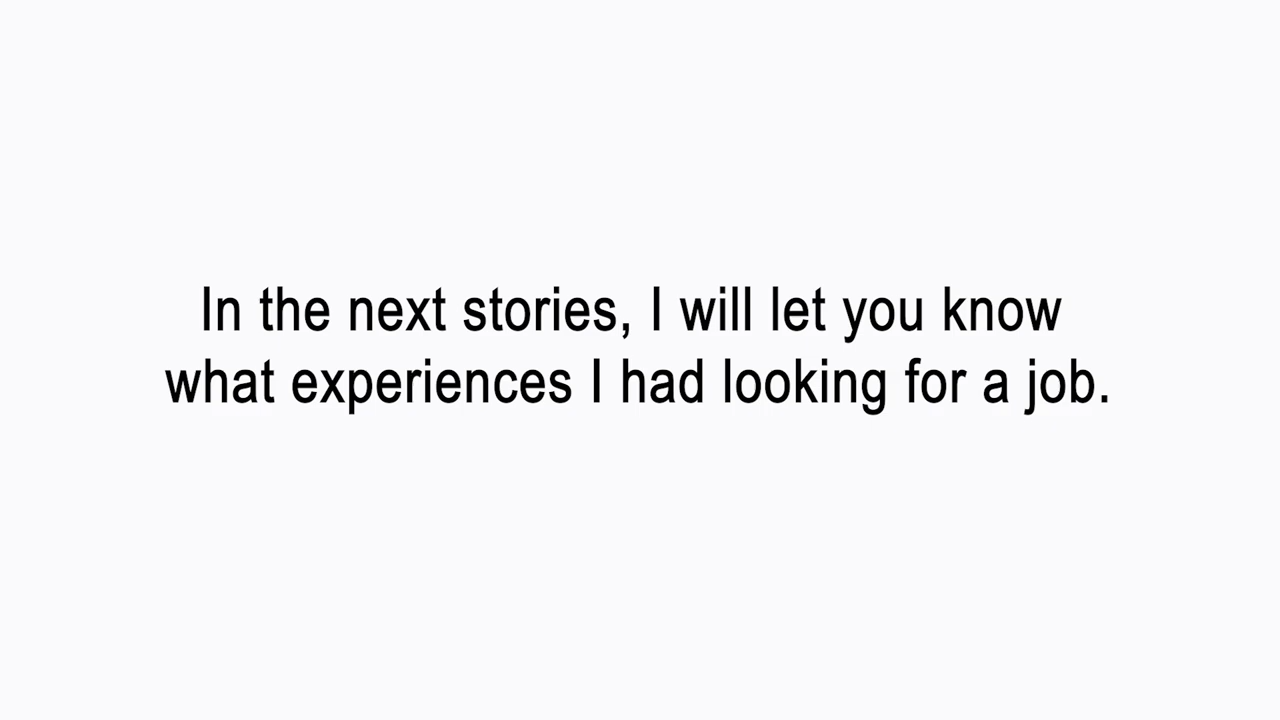 In the next stories, I will let you know
what experiences I had looking for a job.